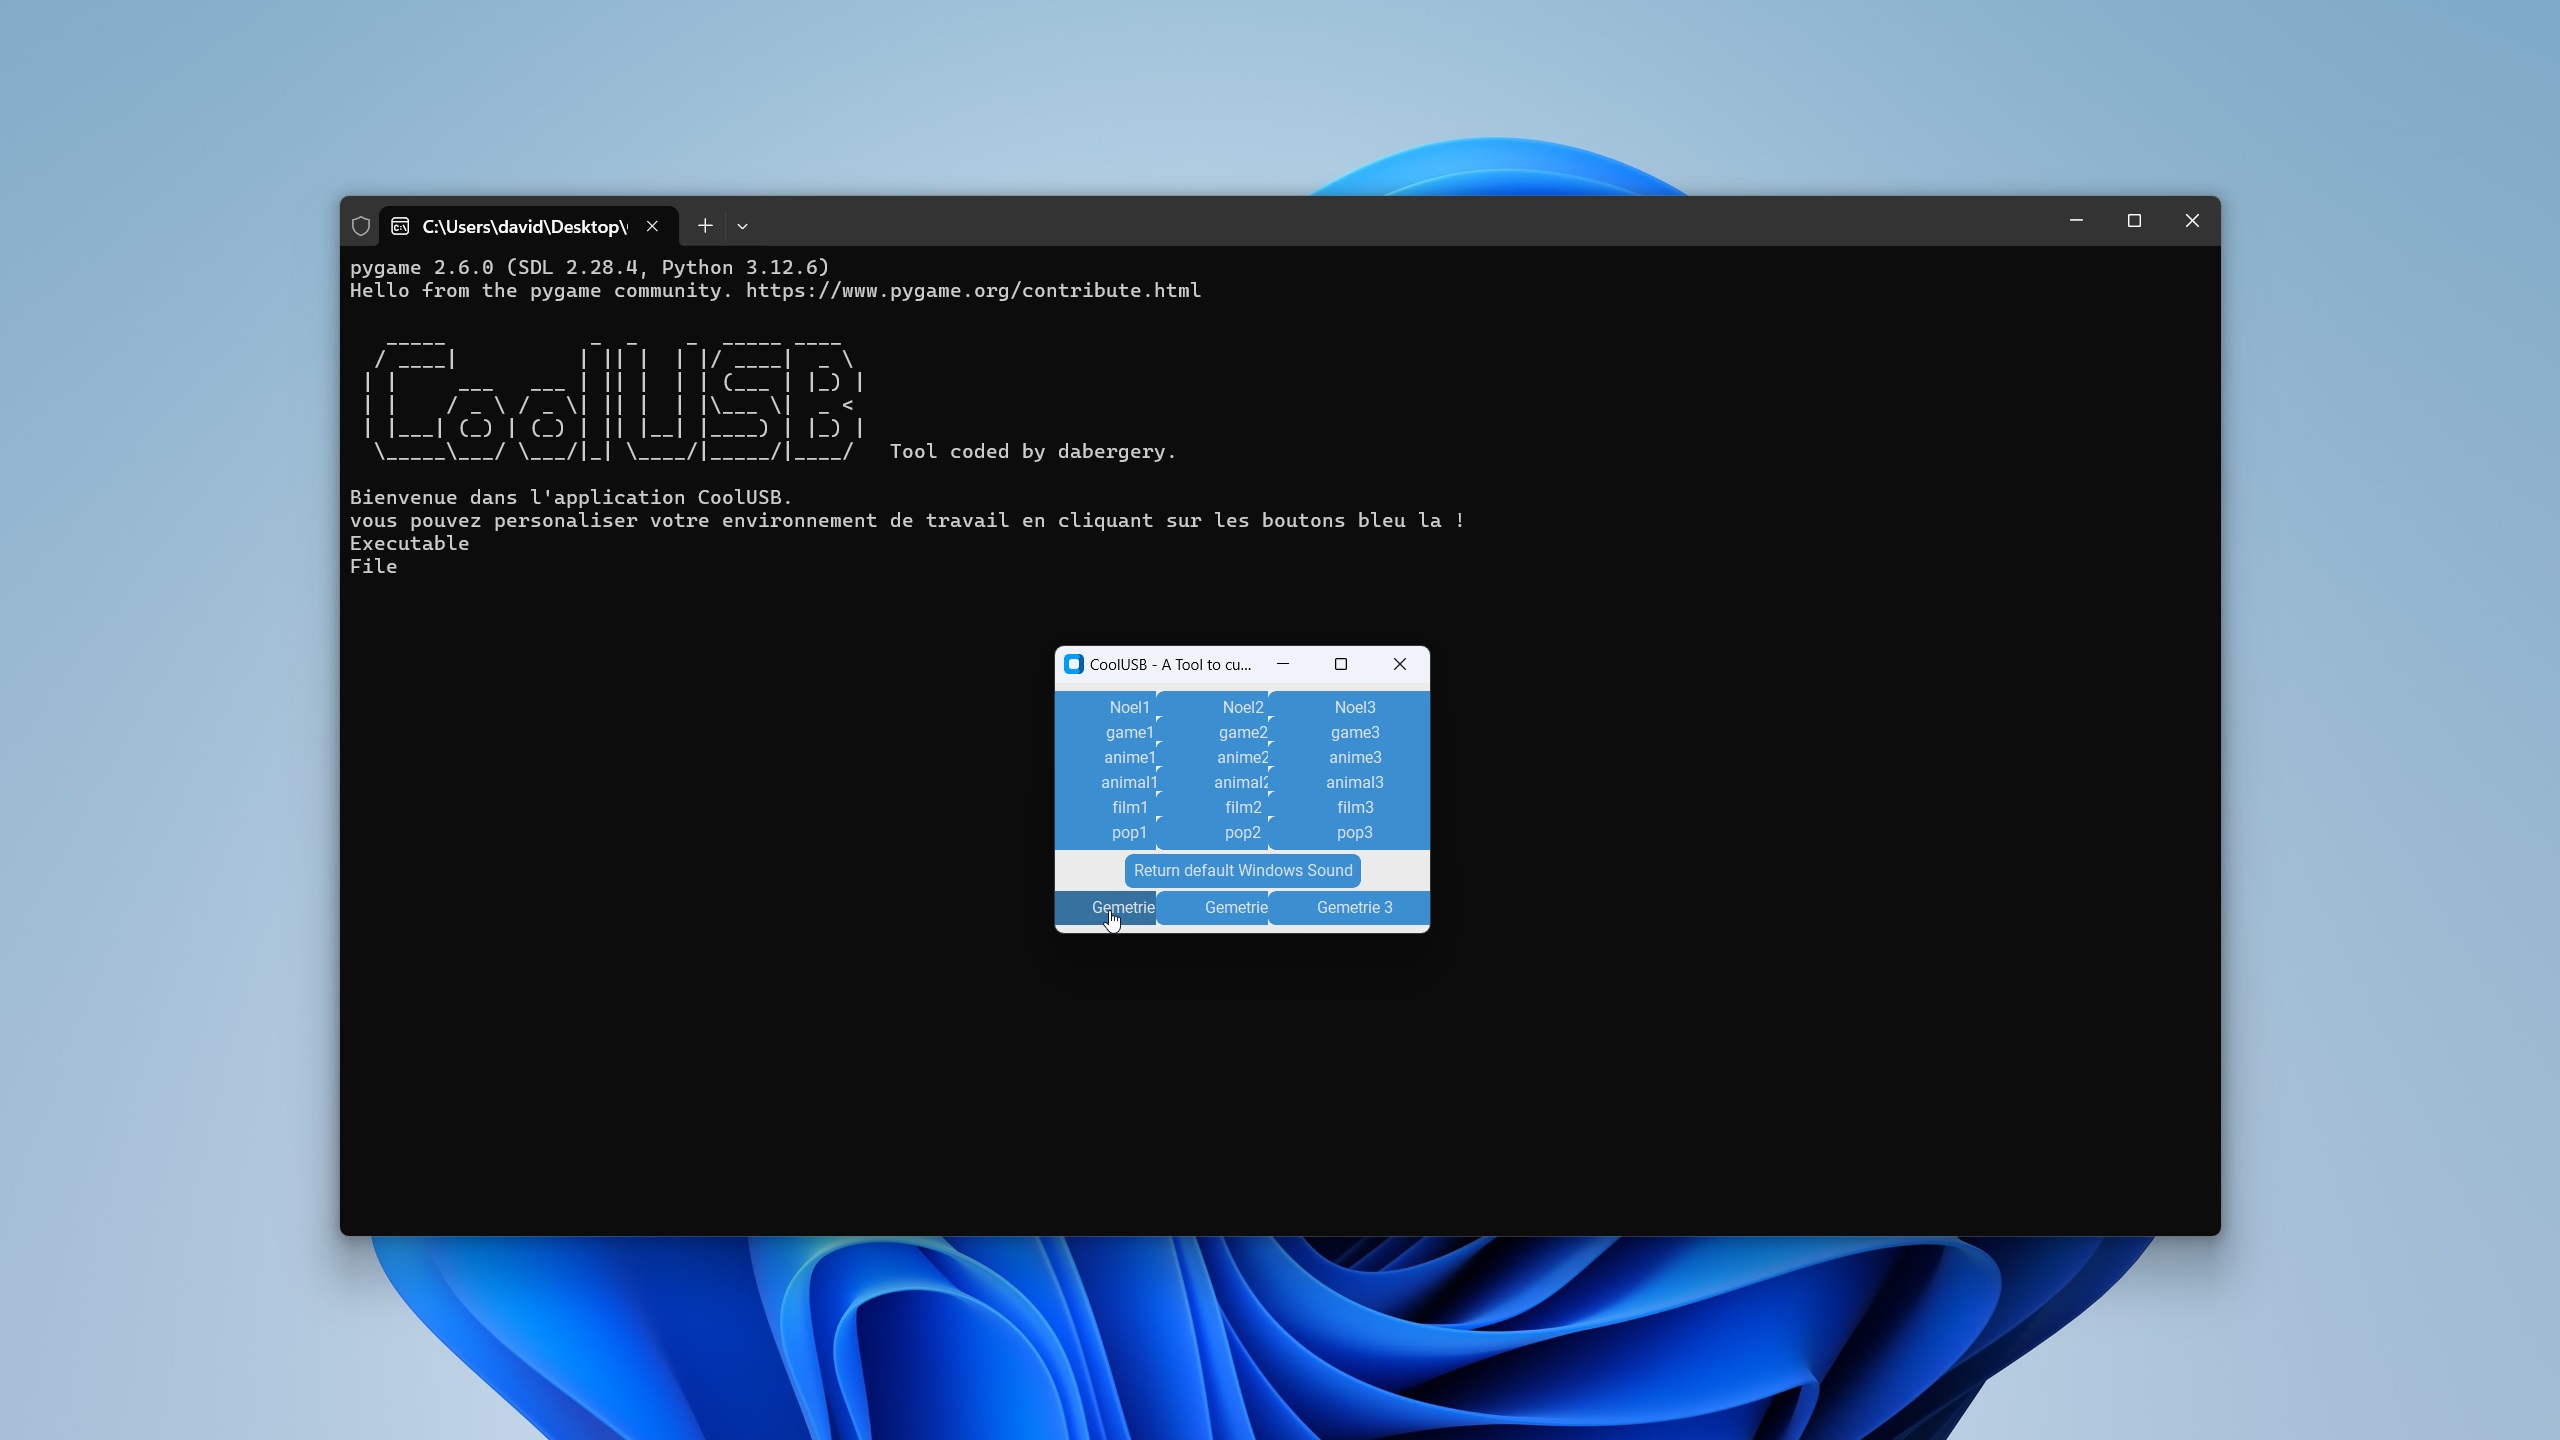 C:\Users\david\Desktop\
pygame 2.6.0 (SDL 2.28.4, Python 3.12.6)
Hello from the pygame community. https://www.pygame.org/contribute.html
CoolUSB
Tool coded by dabergery.
Bienvenue dans l'application CoolUSB.
vous pouvez personaliser votre environnement de travail en cliquant sur les boutons bleu la !
Executable
File
CoolUSB - A Tool to cu...
Noel1 Noel2 Noel3
game1 game2 game3
anime1 anime2 anime3
animal1 animal2 animal3
film1 film2 film3
pop1 pop2 pop3
Return default Windows Sound
Gemetrie Gemetrie Gemetrie 3